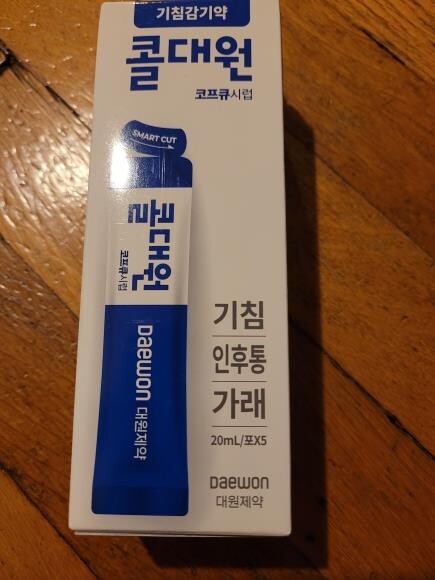 기침감기약
콜대원
코프큐시럽
SMART CUT
콜대원
코프큐시럽
DAEWON 대원제약
기침
인후통
가래
20mL/포X5
DAEWON
대원제약